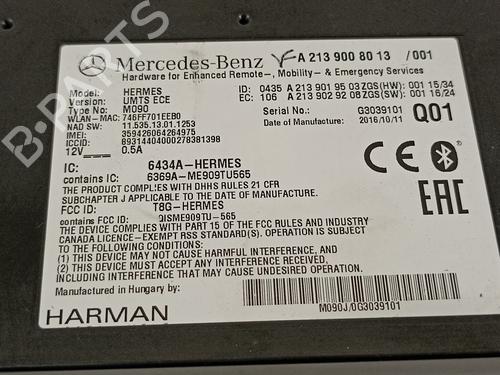 Mercedes-Benz A 213 900 80 13 /001
Hardware for Enhanced Remote-, Mobility- & Emergency Services
Model: HERMES ID: 0435 A 213 901 95 03 ZGS(HW): 001 15/34
Version: UMTS ECE EC: 106 A 213 902 92 08 ZGS(SW): 001 16/24
Type No: M090
WLAN-MAC: 746FF701EEB0 Serial No.: G3039101
NAD SW: 11.535.13.01.1253 Date of Manufacture: 2016/10/11 Q01
IMEI: 359426064264975
ICCID: 89314404000278381398
12V 0.5A
IC: 6434A-HERMES
contains IC: 6369A-ME909TU565
THE PRODUCT COMPLIES WITH DHHS RULES 21 CFR
SUBCHAPTER J APPLICABLE TO THE DATE OF MANUFACTURE.
FCC ID: T8G-HERMES
contains FCC ID: QISME909TU-565
THE DEVICE COMPLIES WITH PART 15 OF THE FCC RULES AND INDUSTRY
CANADA LICENCE-EXEMPT RSS STANDARD(S). OPERATION IS SUBJECT
TO THE FOLLOWING TWO CONDITIONS:
(1) THIS DEVICE MAY NOT CAUSE HARMFUL INTERFERENCE, AND
(2) THIS DEVICE MUST ACCEPT ANY INTERFERENCE RECEIVED,
INCLUDING INTERFERENCE THAT MAY CAUSE UNDESIRED OPERATION.
Manufactured in Hungary by:
HARMAN M090J/0G3039101
CE
EAC
B-PARTS